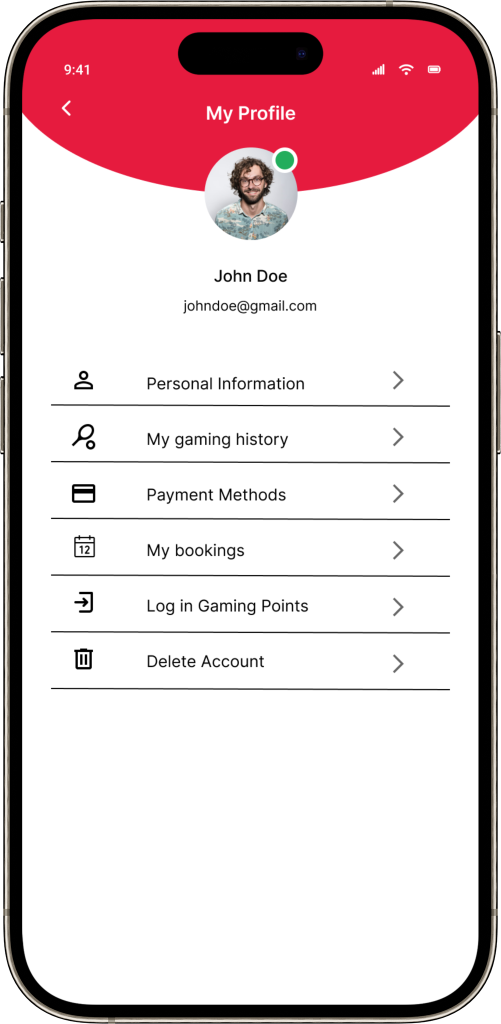 9:41
My Profile
John Doe
johndoe@gmail.com
Personal Information
My gaming history
Payment Methods
12
My bookings
Log in Gaming Points
Delete Account